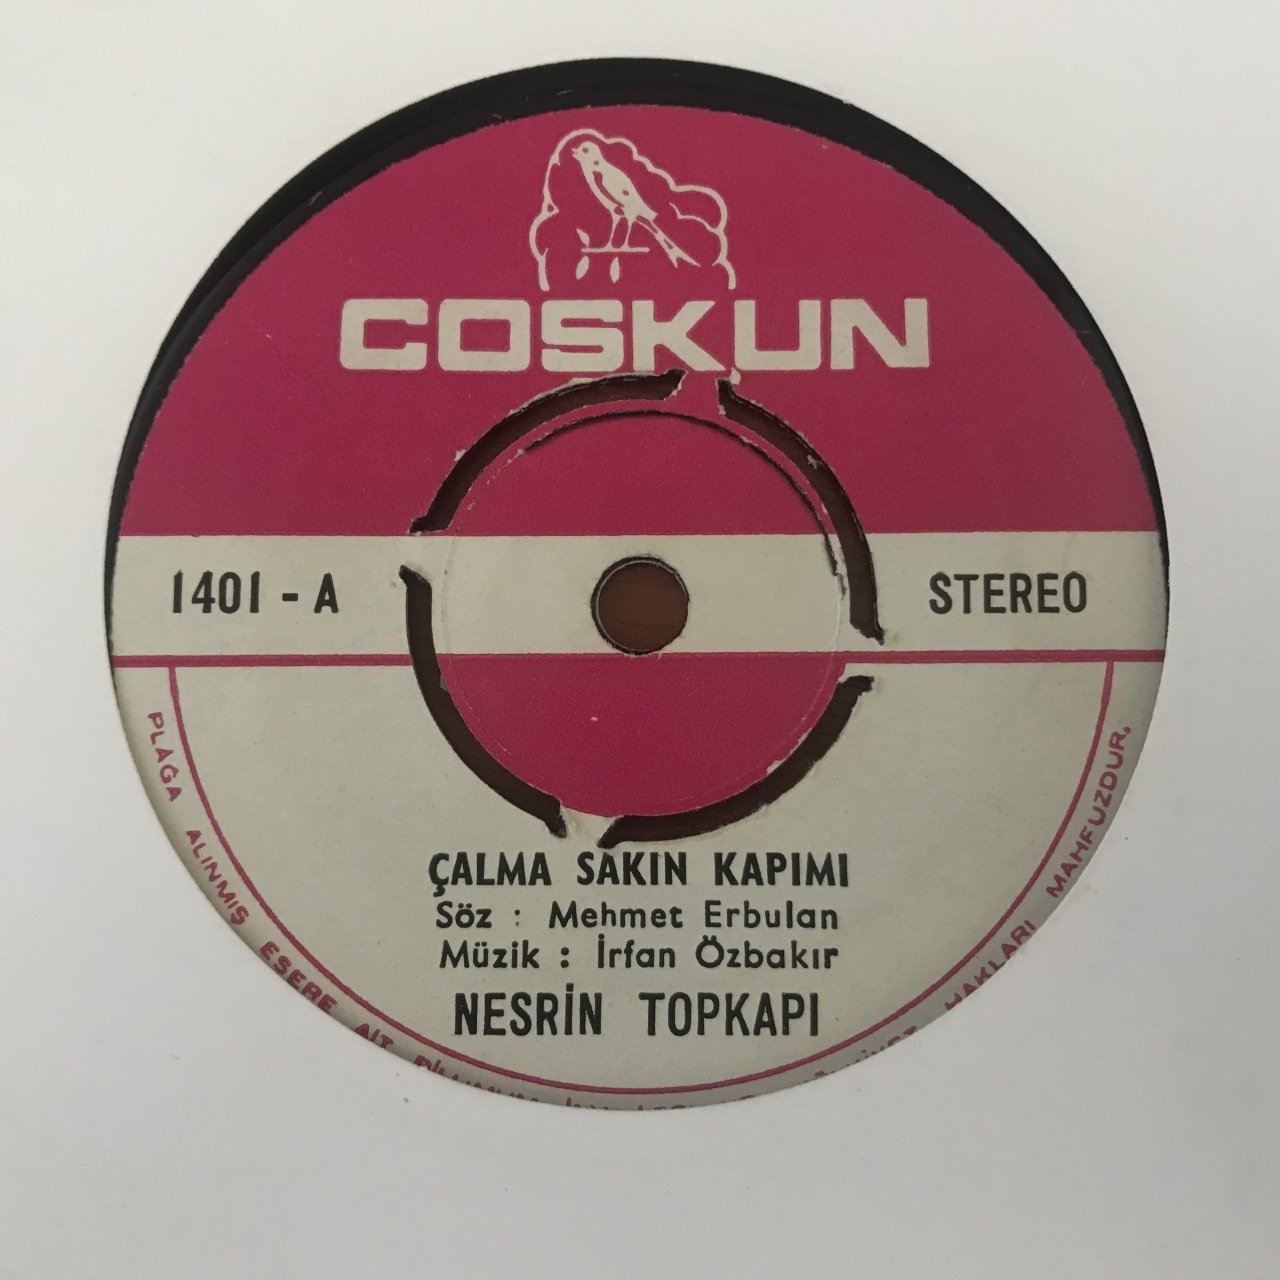 COSKUN
1401 - A
STEREO
ÇALMA SAKIN KAPIMI
Söz : Mehmet Erbulan
Müzik : İrfan Özbakır
NESRİN TOPKAPI
PLÂĞA ALINMIŞ ESERE AİT HAKLARI MAHFUZDUR.